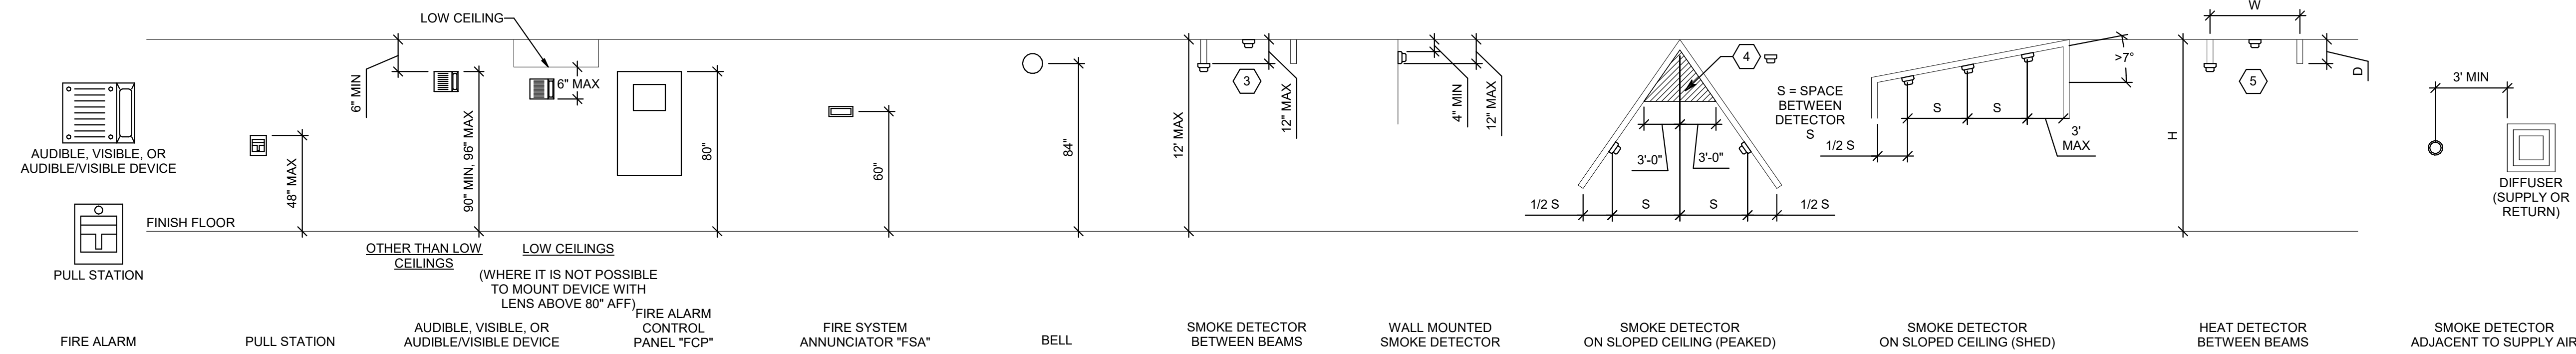 LOW CEILING
AUDIBLE, VISIBLE, OR
AUDIBLE/VISIBLE DEVICE
PULL STATION
FIRE ALARM
FINISH FLOOR
48" MAX
PULL STATION
6" MIN
90" MIN, 96" MAX
OTHER THAN LOW
CEILINGS
6" MAX
LOW CEILINGS
(WHERE IT IS NOT POSSIBLE
TO MOUNT DEVICE WITH
LENS ABOVE 80" AFF)
AUDIBLE, VISIBLE, OR
AUDIBLE/VISIBLE DEVICE
80"
FIRE ALARM
CONTROL
PANEL "FCP"
60"
FIRE SYSTEM
ANNUNCIATOR "FSA"
84"
BELL
12' MAX
3
12" MAX
SMOKE DETECTOR
BETWEEN BEAMS
4" MIN
12" MAX
WALL MOUNTED
SMOKE DETECTOR
4
3'-0"
3'-0"
1/2 S
S
S
1/2 S
SMOKE DETECTOR
ON SLOPED CEILING (PEAKED)
S = SPACE
BETWEEN
DETECTOR
S
1/2 S
S
S
3'
MAX
>7°
SMOKE DETECTOR
ON SLOPED CEILING (SHED)
W
5
D
H
HEAT DETECTOR
BETWEEN BEAMS
3' MIN
DIFFUSER
(SUPPLY OR
RETURN)
SMOKE DETECTOR
ADJACENT TO SUPPLY AIR